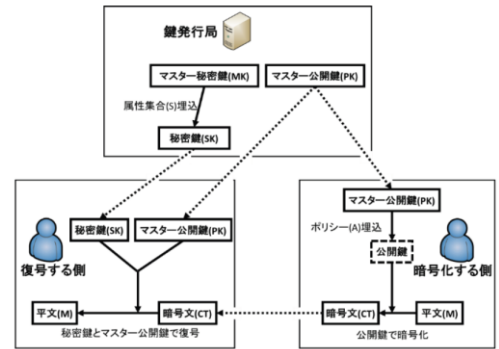 鍵発行局
マスター秘密鍵(MK)
マスター公開鍵(PK)
属性集合(S)埋込
秘密鍵(SK)
マスター公開鍵(PK)
秘密鍵(SK)
マスター公開鍵(PK)
ポリシー(A)埋込
公開鍵
復号する側
暗号化する側
平文(M)
暗号文(CT)
暗号文(CT)
平文(M)
秘密鍵とマスター公開鍵で復号
公開鍵で暗号化